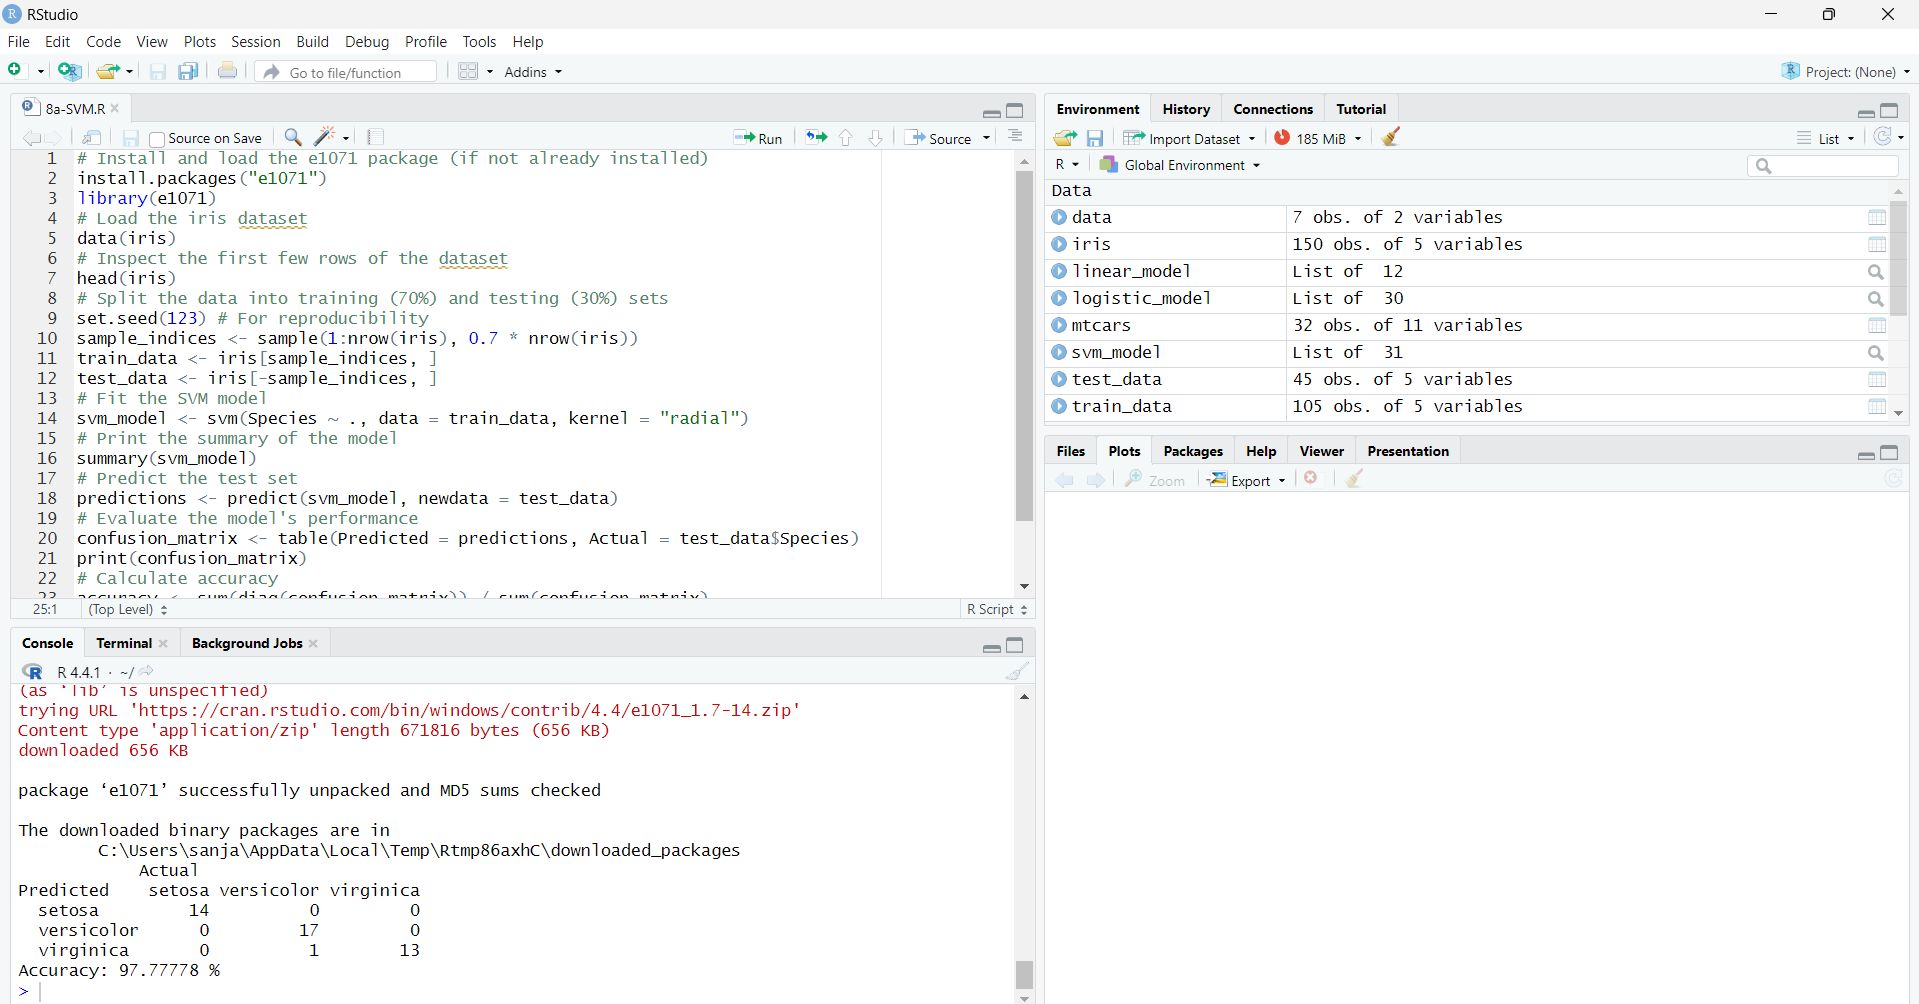 RStudio
File Edit Code View Plots Session Build Debug Profile Tools Help
Go to file/function Addins Project: (None)
8a-SVM.R
Source on Save Run Source
1 # Install and load the e1071 package (if not already installed)
2 install.packages("e1071")
3 library(e1071)
4 # Load the iris dataset
5 data(iris)
6 # Inspect the first few rows of the dataset
7 head(iris)
8 # Split the data into training (70%) and testing (30%) sets
9 set.seed(123) # For reproducibility
10 sample_indices <- sample(1:nrow(iris), 0.7 * nrow(iris))
11 train_data <- iris[sample_indices, ]
12 test_data <- iris[-sample_indices, ]
13 # Fit the SVM model
14 svm_model <- svm(Species ~ ., data = train_data, kernel = "radial")
15 # Print the summary of the model
16 summary(svm_model)
17 # Predict the test set
18 predictions <- predict(svm_model, newdata = test_data)
19 # Evaluate the model's performance
20 confusion_matrix <- table(Predicted = predictions, Actual = test_data$Species)
21 print(confusion_matrix)
22 # Calculate accuracy
23 accuracy <- sum(diag(confusion_matrix)) / sum(confusion_matrix)
25:1 (Top Level) R Script
Console Terminal Background Jobs
R 4.4.1 · ~/
(as ‘lib’ is unspecified)
trying URL 'https://cran.rstudio.com/bin/windows/contrib/4.4/e1071_1.7-14.zip'
Content type 'application/zip' length 671816 bytes (656 KB)
downloaded 656 KB
package ‘e1071’ successfully unpacked and MD5 sums checked
The downloaded binary packages are in
C:\Users\sanja\AppData\Local\Temp\Rtmp86axhC\downloaded_packages
Actual
Predicted setosa versicolor virginica
setosa 14 0 0
versicolor 0 17 0
virginica 0 1 13
Accuracy: 97.77778 %
>
Environment History Connections Tutorial
Import Dataset 185 MiB List
R Global Environment
Data
data 7 obs. of 2 variables
iris 150 obs. of 5 variables
linear_model List of 12
logistic_model List of 30
mtcars 32 obs. of 11 variables
svm_model List of 31
test_data 45 obs. of 5 variables
train_data 105 obs. of 5 variables
Files Plots Packages Help Viewer Presentation
Zoom Export